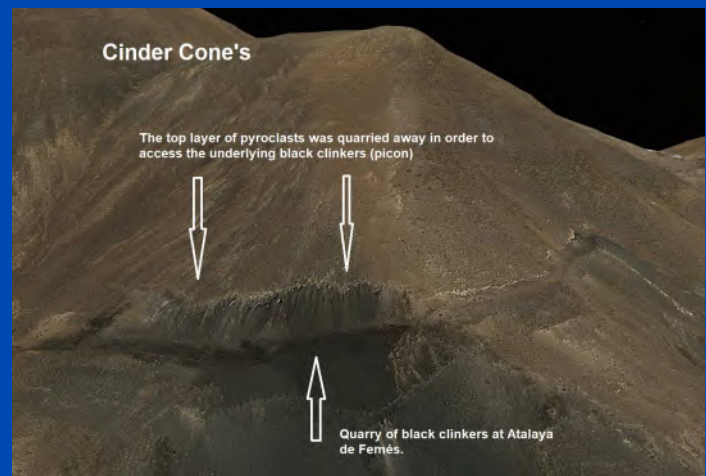 Cinder Cone's
The top layer of pyroclasts was quarried away in order to
access the underlying black clinkers (picon)
Quarry of black clinkers at Atalaya
de Femés.